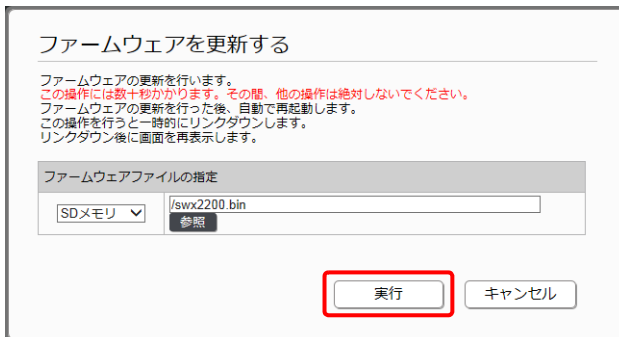 ファームウェアを更新する
ファームウェアの更新を行います。
この操作には数十秒かかります。その間、他の操作は絶対しないでください。
ファームウェアの更新を行った後、自動で再起動します。
この操作を行うと一時的にリンクダウンします。
リンクダウン後に画面を再表示します。
ファームウェアファイルの指定
SDメモリ
/swx2200.bin
参照
実行
キャンセル